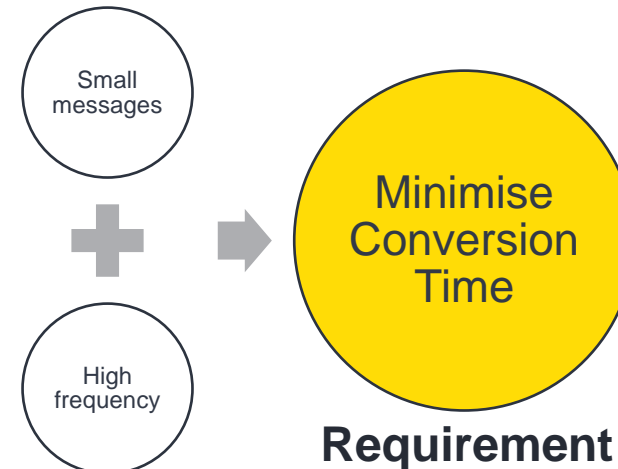 Small
messages
High
frequency
Minimise
Conversion
Time
Requirement